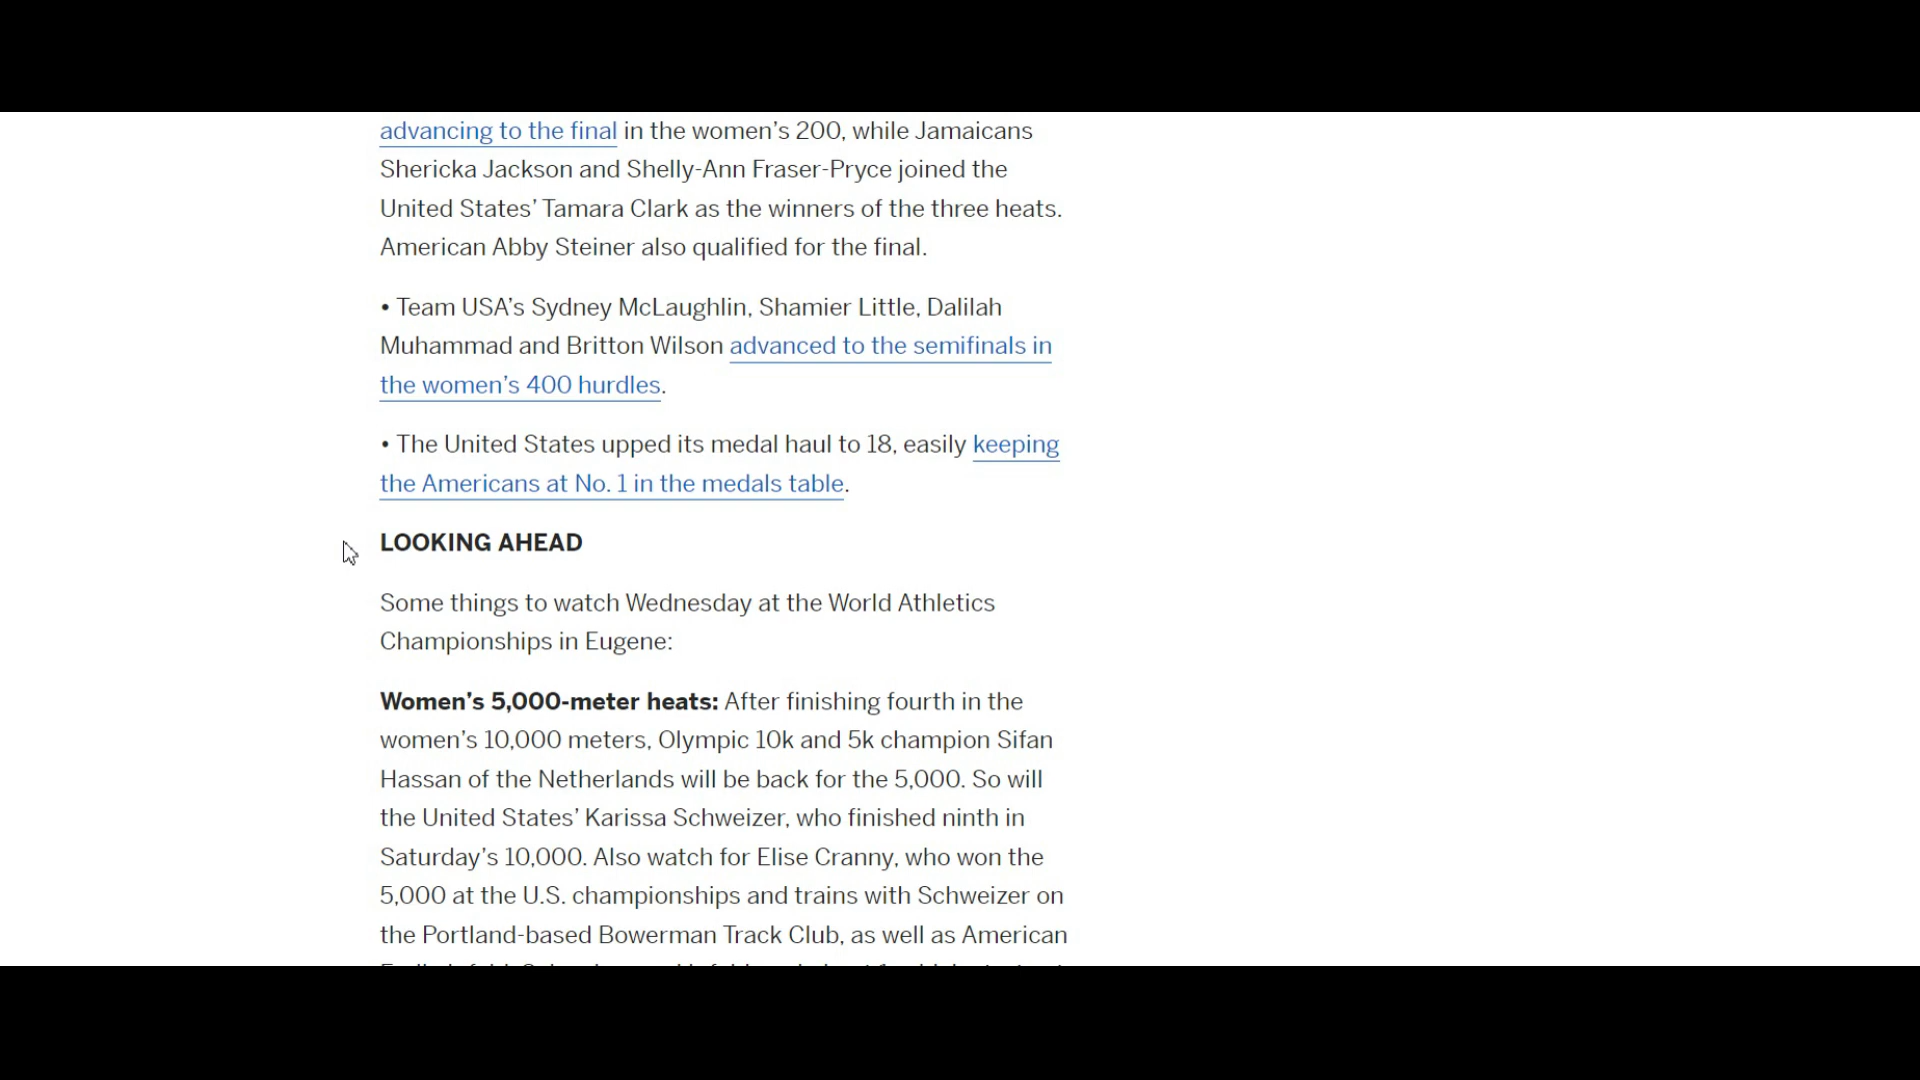 advancing to the final in the women’s 200, while Jamaicans
Shericka Jackson and Shelly-Ann Fraser-Pryce joined the
United States’ Tamara Clark as the winners of the three heats.
American Abby Steiner also qualified for the final.
• Team USA’s Sydney McLaughlin, Shamier Little, Dalilah
Muhammad and Britton Wilson advanced to the semifinals in
the women’s 400 hurdles.
• The United States upped its medal haul to 18, easily keeping
the Americans at No. 1 in the medals table.
LOOKING AHEAD
Some things to watch Wednesday at the World Athletics
Championships in Eugene:
Women’s 5,000-meter heats: After finishing fourth in the
women’s 10,000 meters, Olympic 10k and 5k champion Sifan
Hassan of the Netherlands will be back for the 5,000. So will
the United States’ Karissa Schweizer, who finished ninth in
Saturday’s 10,000. Also watch for Elise Cranny, who won the
5,000 at the U.S. championships and trains with Schweizer on
the Portland-based Bowerman Track Club, as well as American